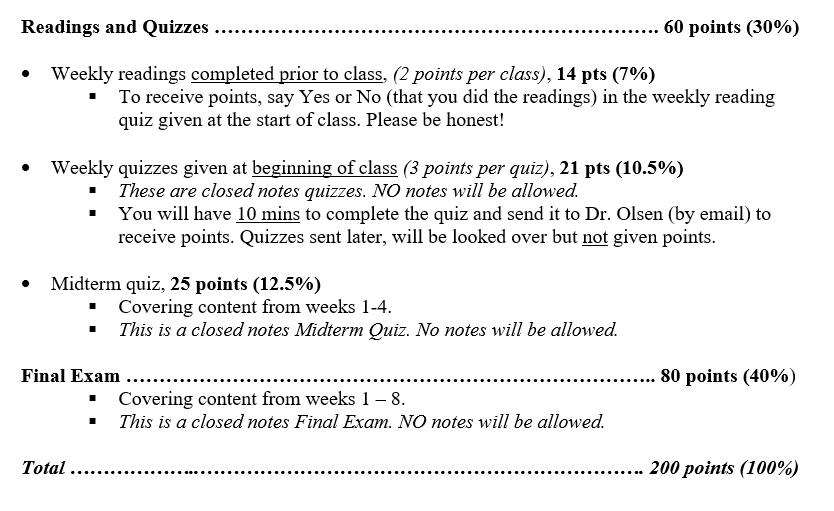 Readings and Quizzes ……………………………………………………………. 60 points (30%)
• Weekly readings completed prior to class, (2 points per class), 14 pts (7%)
▪ To receive points, say Yes or No (that you did the readings) in the weekly reading
quiz given at the start of class. Please be honest!
• Weekly quizzes given at beginning of class (3 points per quiz), 21 pts (10.5%)
▪ These are closed notes quizzes. NO notes will be allowed.
▪ You will have 10 mins to complete the quiz and send it to Dr. Olsen (by email) to
receive points. Quizzes sent later, will be looked over but not given points.
• Midterm quiz, 25 points (12.5%)
▪ Covering content from weeks 1-4.
▪ This is a closed notes Midterm Quiz. No notes will be allowed.
Final Exam ……………………………………………………………………….. 80 points (40%)
▪ Covering content from weeks 1 – 8.
▪ This is a closed notes Final Exam. NO notes will be allowed.
Total ………………..……………………………………………………………. 200 points (100%)